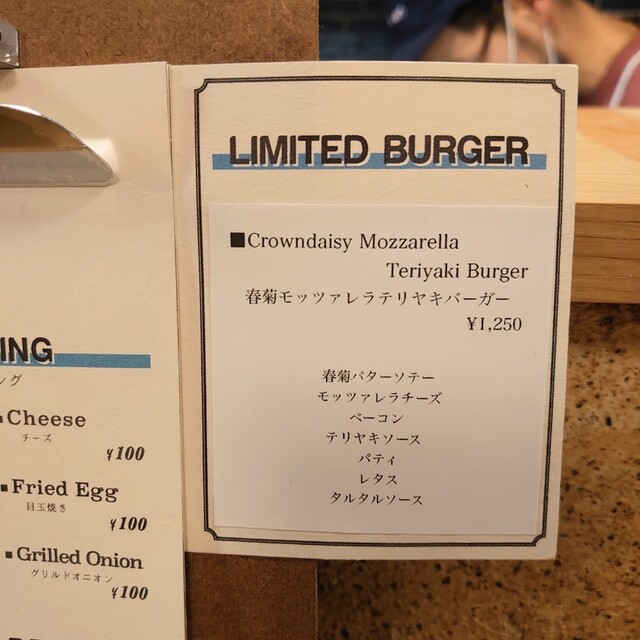 LIMITED BURGER
■Crowndaisy Mozzarella
Teriyaki Burger
春菊モッツァレラテリヤキバーガー
¥1,250
春菊バターソテー
モッツァレラチーズ
ベーコン
テリヤキソース
パティ
レタス
タルタルソース
ING
ング
■Cheese
チーズ
¥100
■Fried Egg
目玉焼き
¥100
■Grilled Onion
グリルドオニオン
¥100